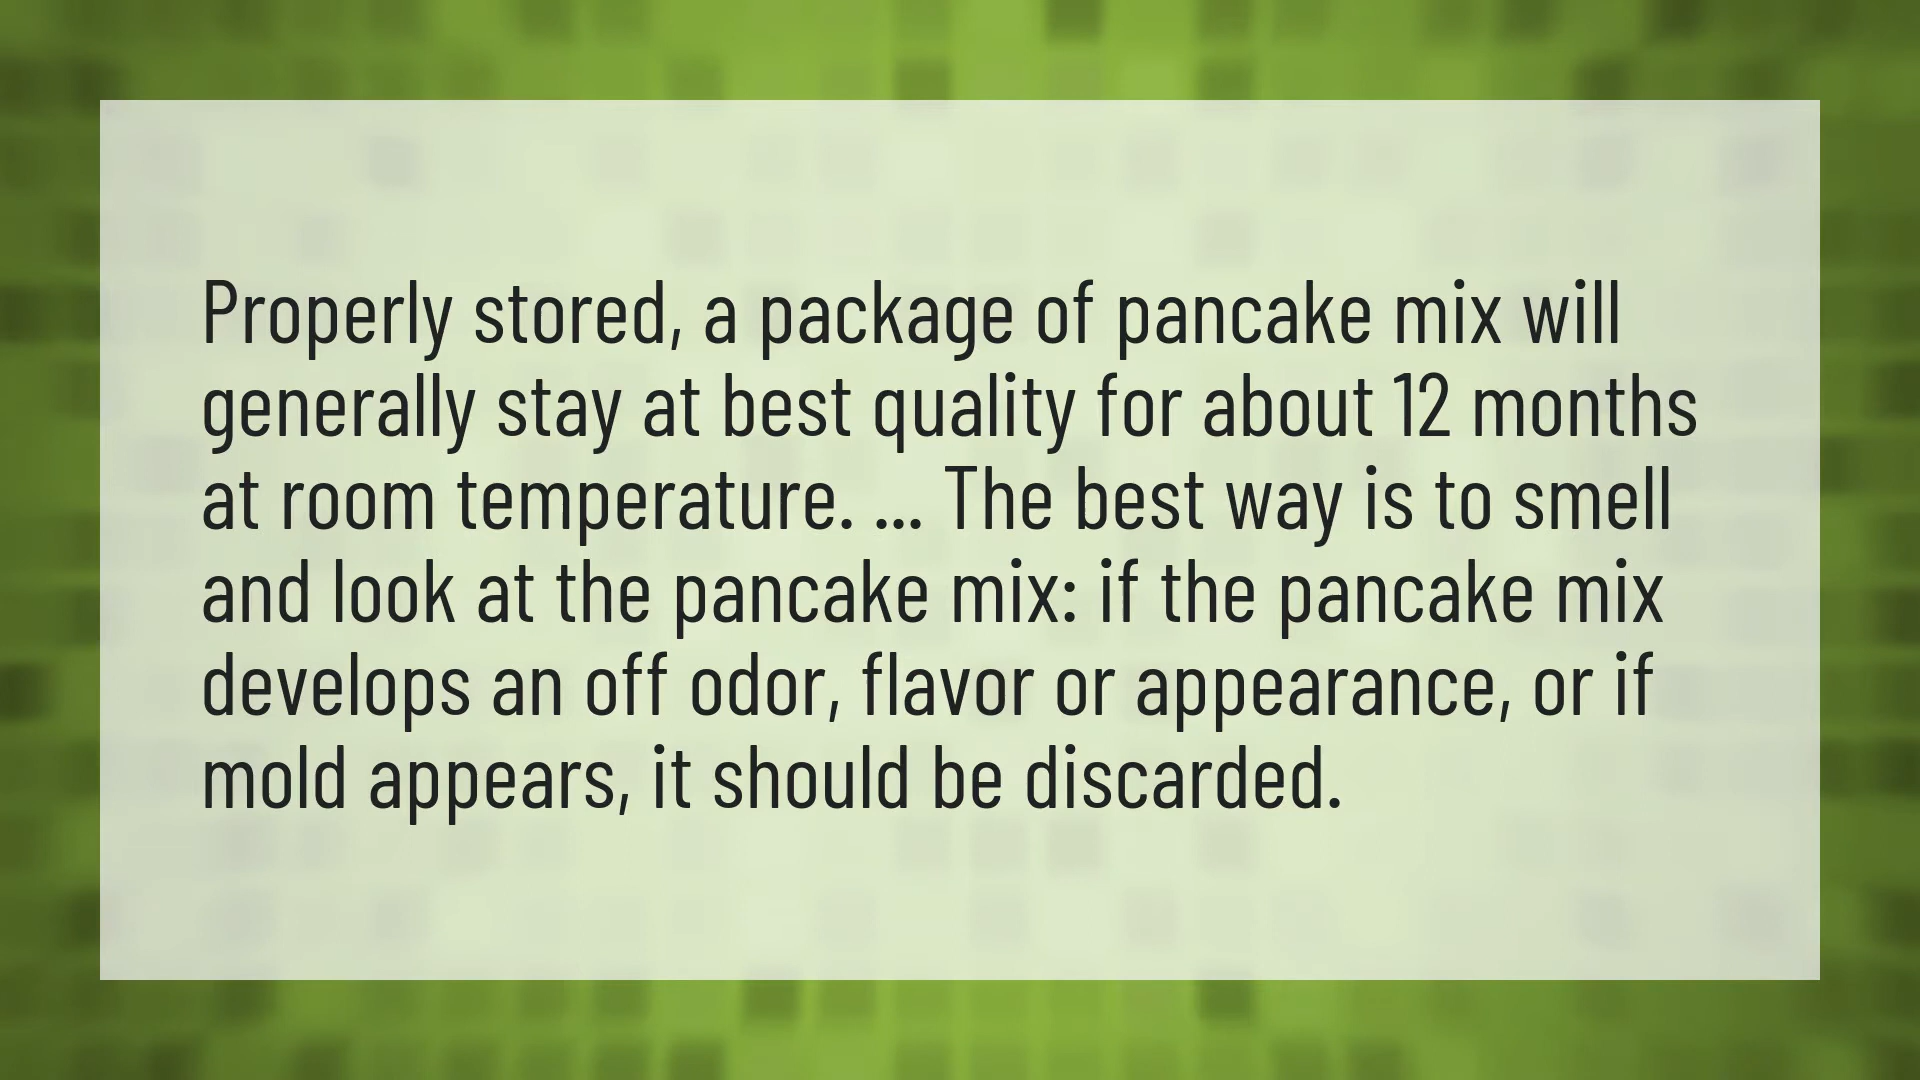 Properly stored, a package of pancake mix will
generally stay at best quality for about 12 months
at room temperature. ... The best way is to smell
and look at the pancake mix: if the pancake mix
develops an off odor, flavor or appearance, or if
mold appears, it should be discarded.